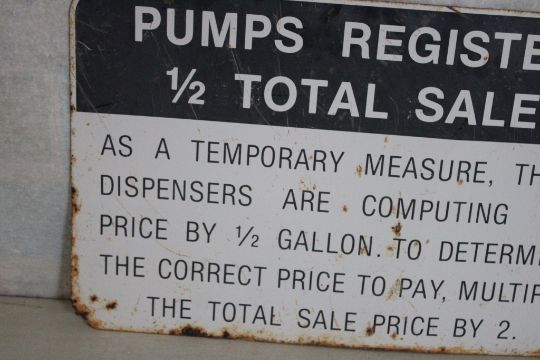 PUMPS REGISTE
½ TOTAL SALE
AS A TEMPORARY MEASURE, TH
DISPENSERS ARE COMPUTING
PRICE BY ½ GALLON. TO DETERMI
THE CORRECT PRICE TO PAY, MULTIP
THE TOTAL SALE PRICE BY 2.